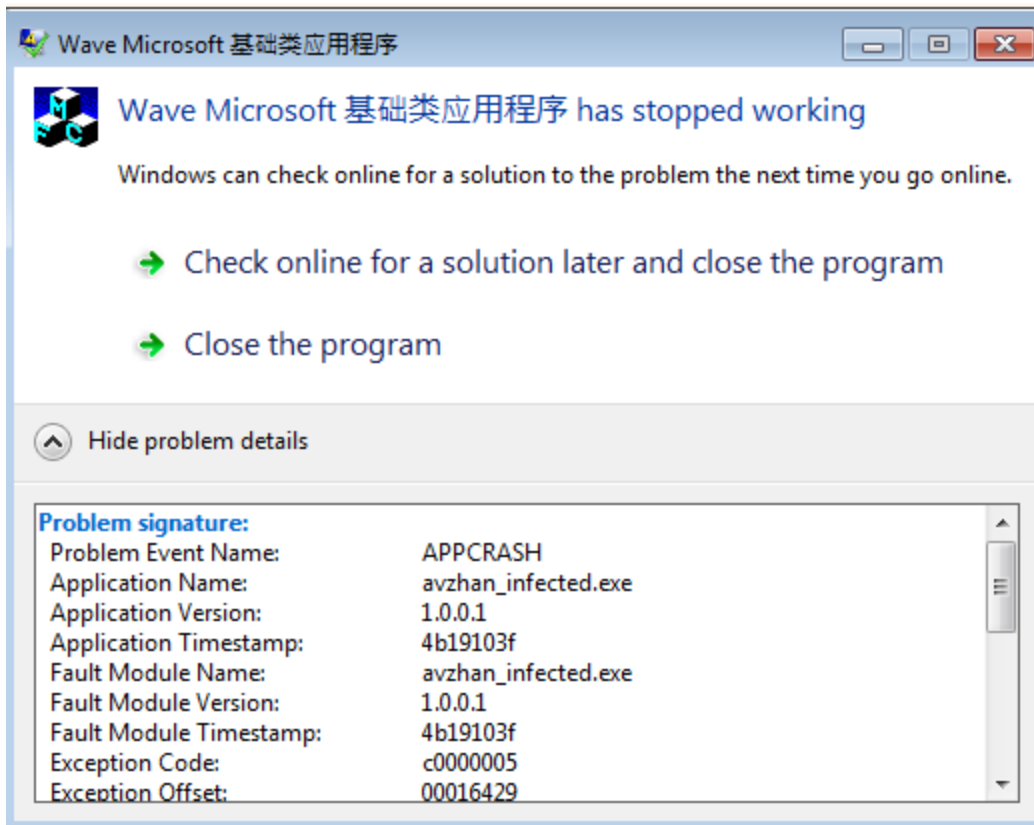 Wave Microsoft 基础类应用程序
MFC
Wave Microsoft 基础类应用程序 has stopped working
Windows can check online for a solution to the problem the next time you go online.
Check online for a solution later and close the program
Close the program
Hide problem details
Problem signature:
Problem Event Name: APPCRASH
Application Name: avzhan_infected.exe
Application Version: 1.0.0.1
Application Timestamp: 4b19103f
Fault Module Name: avzhan_infected.exe
Fault Module Version: 1.0.0.1
Fault Module Timestamp: 4b19103f
Exception Code: c0000005
Exception Offset: 00016429